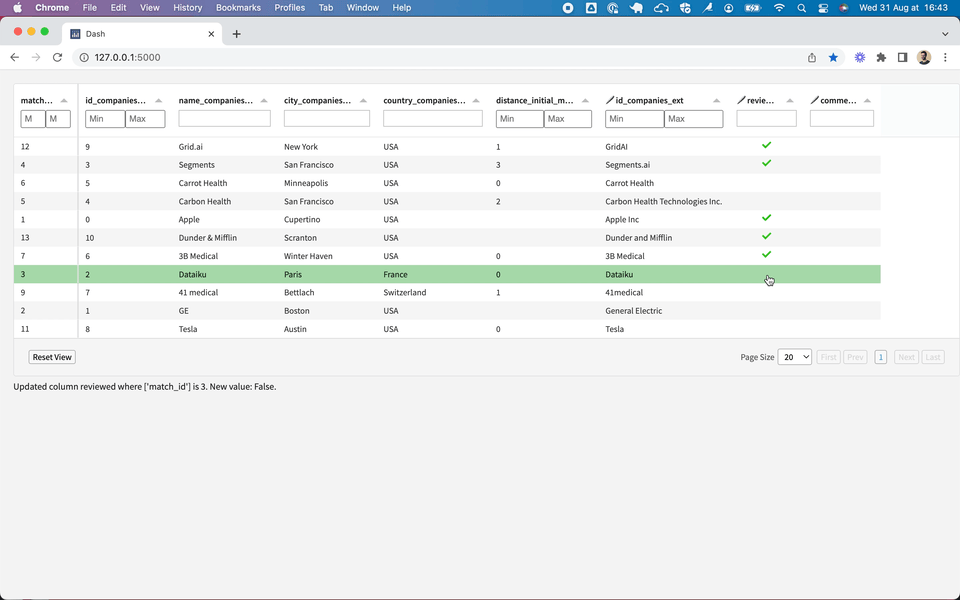 Chrome File Edit View History Bookmarks Profiles Tab Window Help Wed 31 Aug at 16:43
Dash
127.0.0.1:5000
match... id_companies... name_companies... city_companies... country_companies... distance_initial_m... id_companies_ext revie... comme...
M M Min Max Min Max Min Max
12 9 Grid.ai New York USA 1 GridAI
4 3 Segments San Francisco USA 3 Segments.ai
6 5 Carrot Health Minneapolis USA 0 Carrot Health
5 4 Carbon Health San Francisco USA 2 Carbon Health Technologies Inc.
1 0 Apple Cupertino USA Apple Inc
13 10 Dunder & Mifflin Scranton USA Dunder and Mifflin
7 6 3B Medical Winter Haven USA 0 3B Medical
3 2 Dataiku Paris France 0 Dataiku
9 7 41 medical Bettlach Switzerland 1 41medical
2 1 GE Boston USA General Electric
11 8 Tesla Austin USA 0 Tesla
Reset View Page Size 20 First Prev 1 Next Last
Updated column reviewed where ['match_id'] is 3. New value: False.